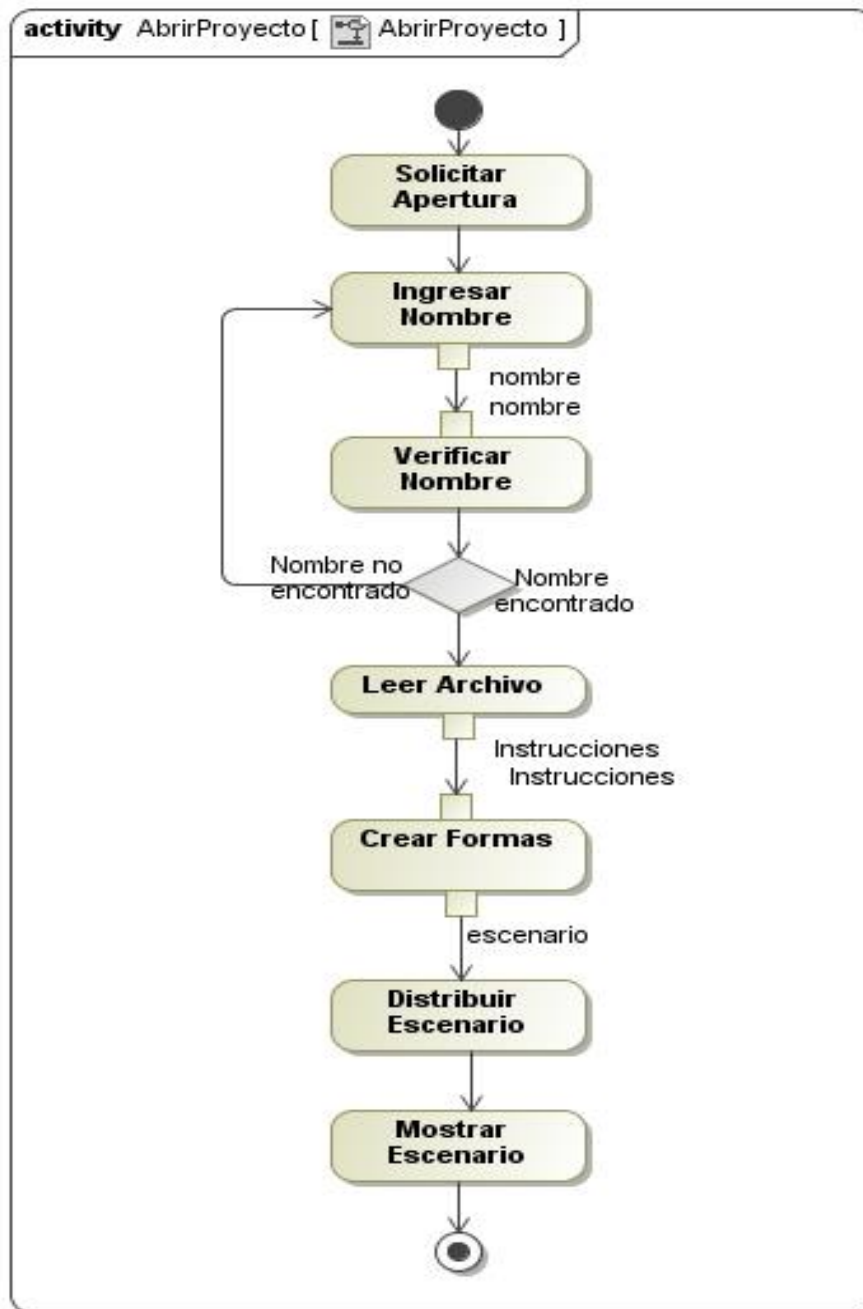 activity AbrirProyecto [ AbrirProyecto ]
Solicitar
Apertura
Ingresar
Nombre
nombre
nombre
Verificar
Nombre
Nombre no
encontrado
Nombre
encontrado
Leer Archivo
Instrucciones
Instrucciones
Crear Formas
escenario
Distribuir
Escenario
Mostrar
Escenario